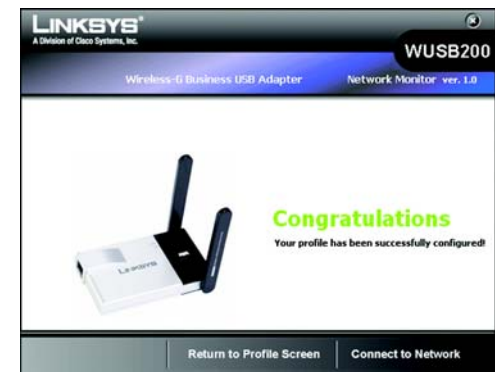 LINKSYS®
A Division of Cisco Systems, Inc.
WUSB200
Wireless-G Business USB Adapter
Network Monitor ver. 1.0
LINKSYS
Congratulations
Your profile has been successfully configured!
Return to Profile Screen
Connect to Network